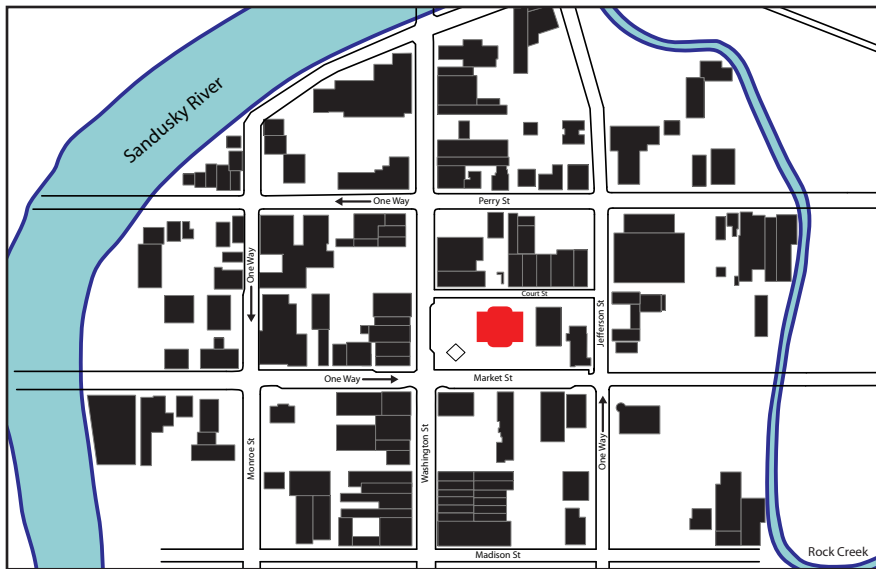 Sandusky River
One Way
Perry St
One Way
Court St
Jefferson St
One Way
Market St
Monroe St
Washington St
One Way
Madison St
Rock Creek